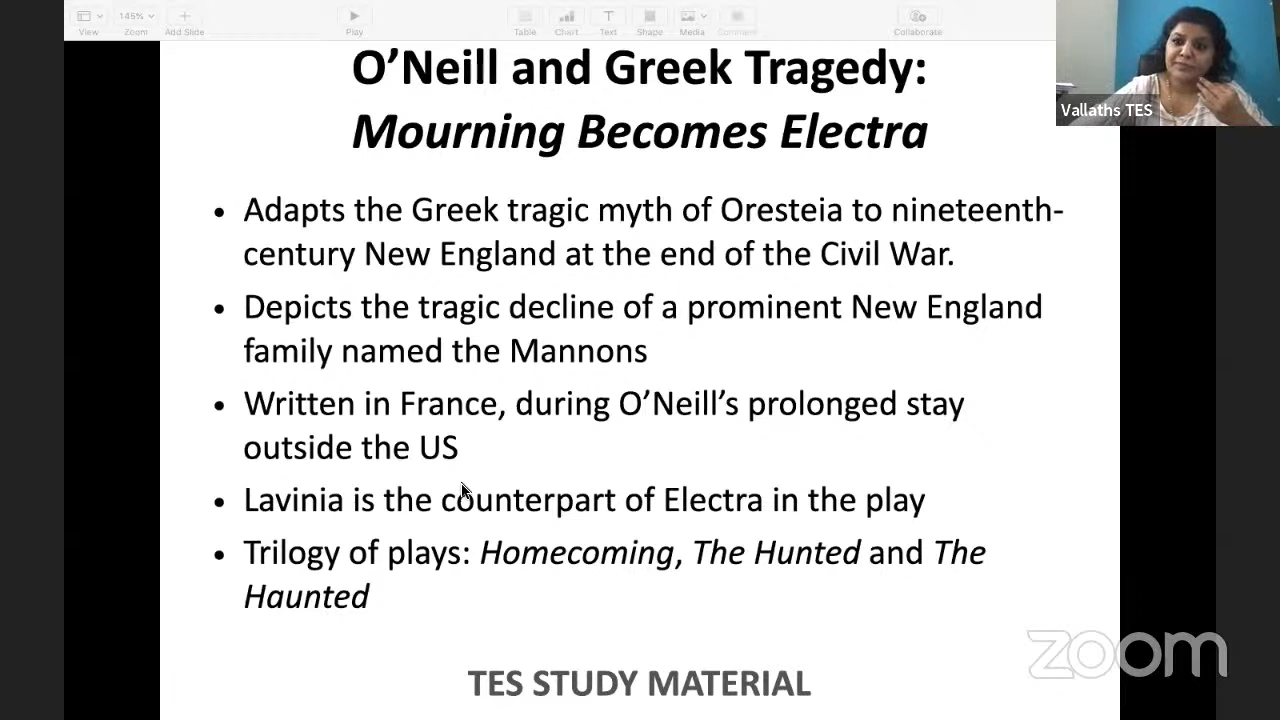 View
146%
Zoom
Add Slide
Play
Table
Chart
Text
Shape
Media
Comment
Collaborate
O’Neill and Greek Tragedy:
Mourning Becomes Electra
Vallaths TES
• Adapts the Greek tragic myth of Oresteia to nineteenth-
century New England at the end of the Civil War.
• Depicts the tragic decline of a prominent New England
family named the Mannons
• Written in France, during O’Neill’s prolonged stay
outside the US
• Lavinia is the counterpart of Electra in the play
• Trilogy of plays: Homecoming, The Hunted and The
Haunted
zoom
TES STUDY MATERIAL